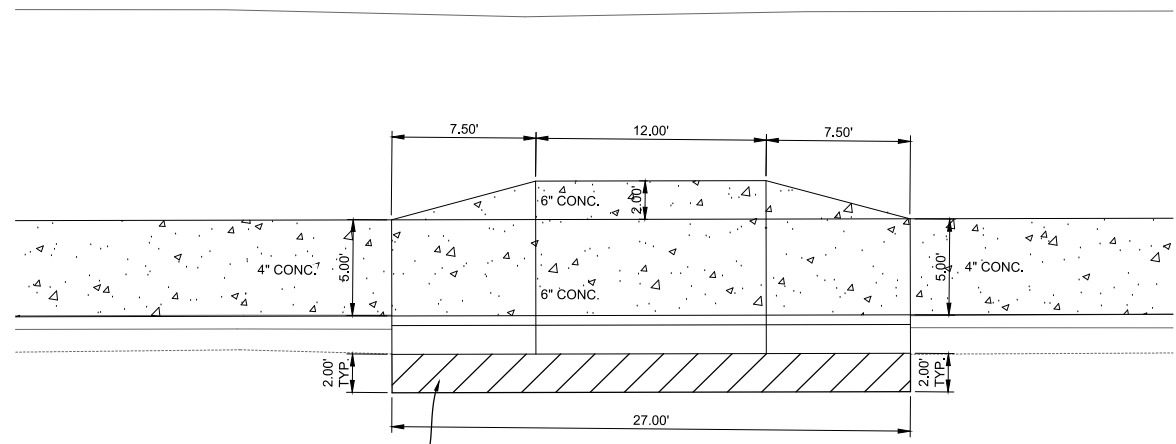 7.50'
12.00'
7.50'
2.00'
6" CONC.
5.00'
4" CONC.
6" CONC.
5.00'
4" CONC.
2.00'
TYP.
2.00'
TYP.
27.00'